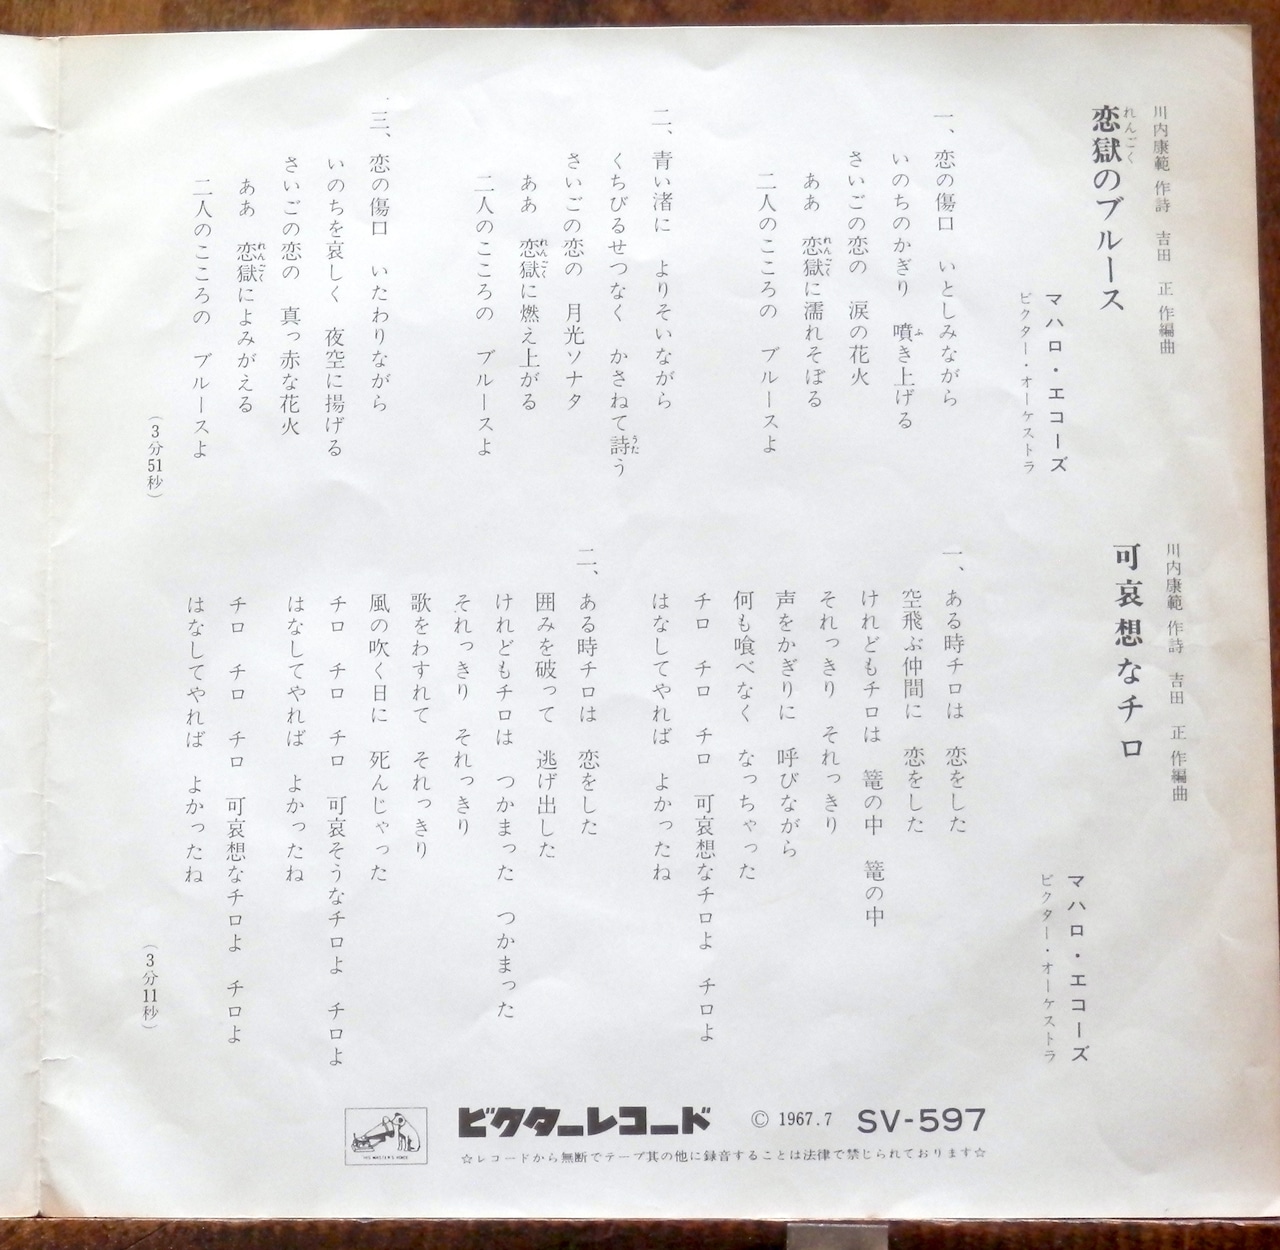 川内康範 作詩　吉田　正 作編曲
恋獄のブルース
れんごく
マハロ・エコーズ
ビクター・オーケストラ
一、恋の傷口　いとしみながら
いのちのかぎり　噴き上げる
ふ
さいごの恋の　涙の花火
ああ　恋獄に濡れそぼる
れんごく
二人のこころの　ブルースよ
二、青い渚に　よりそいながら
くちびるせつなく　かさねて詩う
うた
さいごの恋の　月光ソナタ
ああ　恋獄に燃え上がる
れんごく
二人のこころの　ブルースよ
三、恋の傷口　いたわりながら
いのちを哀しく　夜空に揚げる
さいごの恋の　真っ赤な花火
ああ　恋獄によみがえる
れんごく
二人のこころの　ブルースよ
（3分51秒）
川内康範 作詩　吉田　正 作編曲
可哀想なチロ
マハロ・エコーズ
ビクター・オーケストラ
一、ある時チロは　恋をした
空飛ぶ仲間に　恋をした
けれどもチロは　篭の中　篭の中
それっきり　それっきり
声をかぎりに　呼びながら
何も喰べなく　なっちゃった
チロ　チロ　チロ　可哀想なチロよ　チロよ
はなしてやれば　よかったね
二、ある時チロは　恋をした
囲みを破って　逃げ出した
けれどもチロは　つかまった　つかまった
それっきり　それっきり
歌をわすれて　それっきり
風の吹く日に　死んじゃった
チロ　チロ　チロ　可哀そうなチロよ　チロよ
はなしてやれば　よかったね
チロ　チロ　チロ　可哀想なチロよ　チロよ
はなしてやれば　よかったね
（3分11秒）
ビクターレコード　© 1967.7　SV-597
"HIS MASTER'S VOICE"
☆レコードから無断でテープ其の他に録音することは法律で禁じられております☆